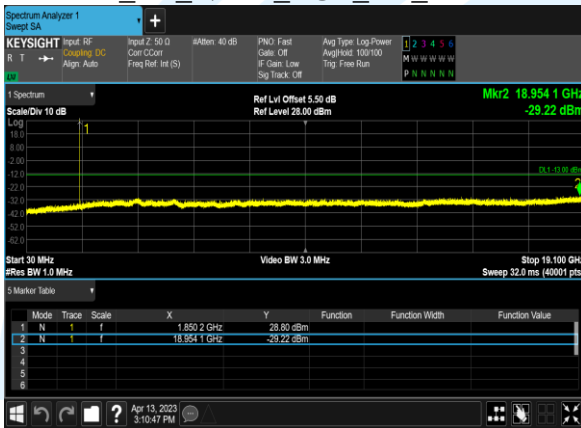 Spectrum Analyzer 1
Swept SA
+
KEYSIGHT Input: RF Input Z: 50 Ω #Atten: 40 dB PNO: Fast Avg Type: Log-Power 1 2 3 4 5 6
R T Coupling: DC Corr CCorr Gate: Off Avg|Hold: 100/100 M W W W W W
Align: Auto Freq Ref: Int (S) IF Gain: Low Trig: Free Run
LV Sig Track: Off P N N N N N
1 Spectrum Ref Lvl Offset 5.50 dB Mkr2 18.954 1 GHz
Scale/Div 10 dB Ref Level 28.00 dBm -29.22 dBm
Log
18.0 1
8.00
-2.00
-12.0 DL1 -13.00 dBm
-22.0
-32.0
-42.0
-52.0
-62.0
Start 30 MHz Video BW 3.0 MHz Stop 19.100 GHz
#Res BW 1.0 MHz Sweep 32.0 ms (40001 pts)
5 Marker Table
Mode Trace Scale X Y Function Function Width Function Value
1 N 1 f 1.850 2 GHz 28.80 dBm
2 N 1 f 18.954 1 GHz -29.22 dBm
3
4
5
6
? Apr 13, 2023
3:10:47 PM